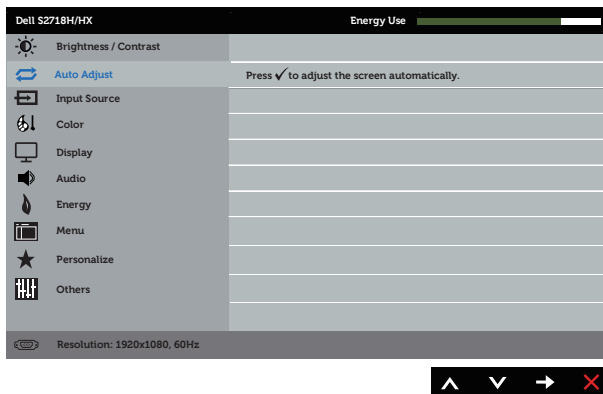 Dell S2718H/HX Energy Use
Brightness / Contrast
Auto Adjust Press ✓ to adjust the screen automatically.
Input Source
Color
Display
Audio
Energy
Menu
Personalize
Others
Resolution: 1920x1080, 60Hz